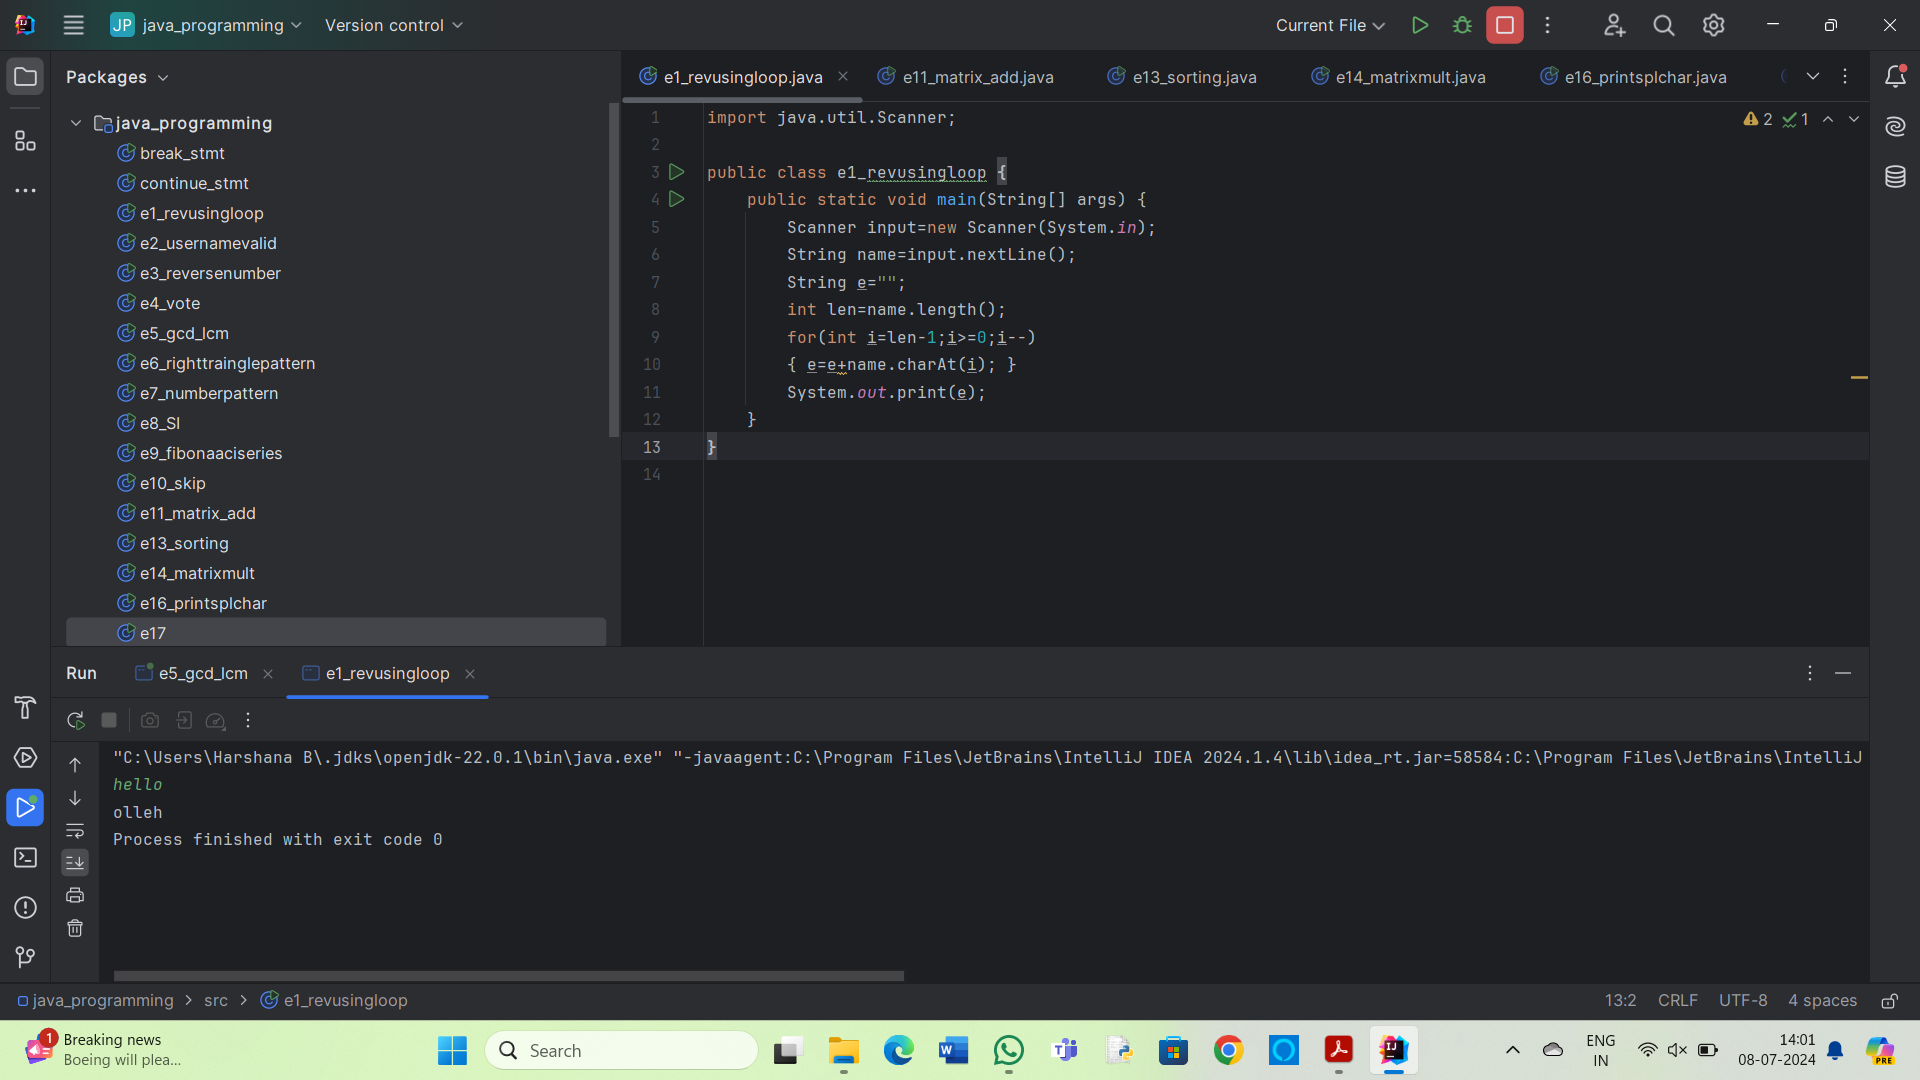 JP java_programming Version control Current File
Packages
java_programming
break_stmt
continue_stmt
e1_revusingloop
e2_usernamevalid
e3_reversenumber
e4_vote
e5_gcd_lcm
e6_righttrainglepattern
e7_numberpattern
e8_SI
e9_fibonaaciseries
e10_skip
e11_matrix_add
e13_sorting
e14_matrixmult
e16_printsplchar
e17
e1_revusingloop.java e11_matrix_add.java e13_sorting.java e14_matrixmult.java e16_printsplchar.java
2 1
1 import java.util.Scanner;
2
3 public class e1_revusingloop {
4 public static void main(String[] args) {
5 Scanner input=new Scanner(System.in);
6 String name=input.nextLine();
7 String e="";
8 int len=name.length();
9 for(int i=len-1;i>=0;i--)
10 { e=e+name.charAt(i); }
11 System.out.print(e);
12 }
13 }
14
Run e5_gcd_lcm e1_revusingloop
"C:\Users\Harshana B\.jdks\openjdk-22.0.1\bin\java.exe" "-javaagent:C:\Program Files\JetBrains\IntelliJ IDEA 2024.1.4\lib\idea_rt.jar=58584:C:\Program Files\JetBrains\IntelliJ
hello
olleh
Process finished with exit code 0
java_programming > src > e1_revusingloop 13:2 CRLF UTF-8 4 spaces
1 Breaking news
Boeing will plea...
Search
W
IJ
ENG
IN
14:01
08-07-2024
PRE